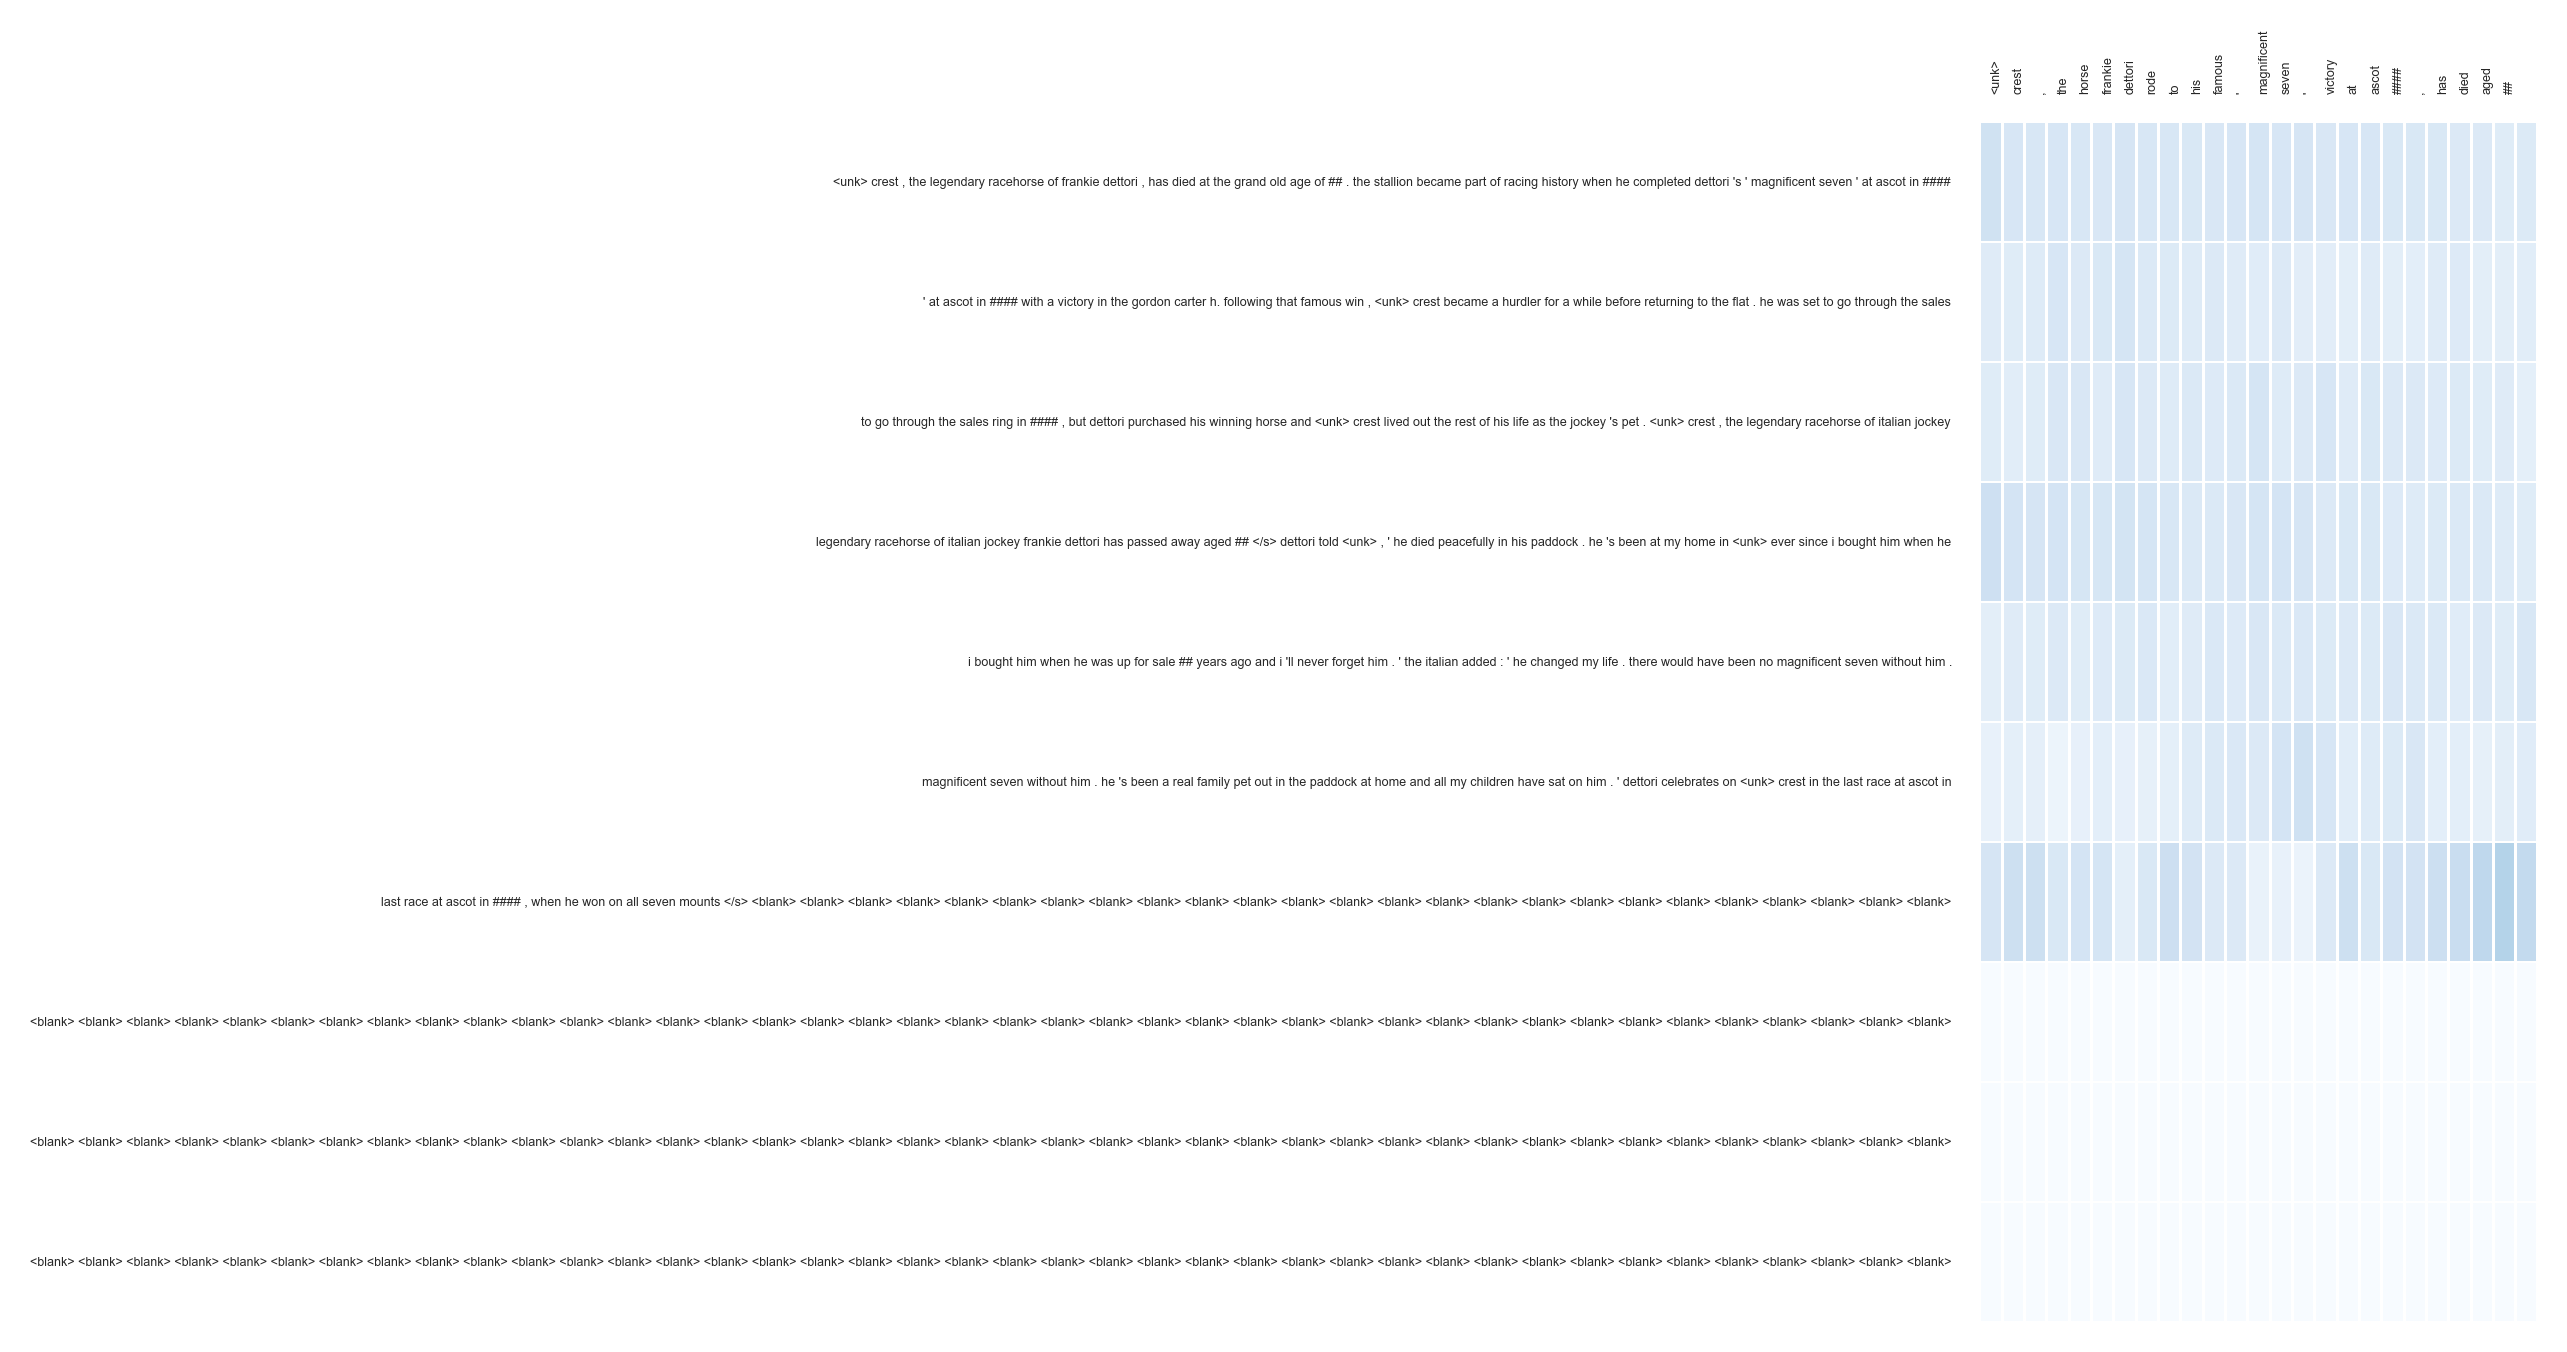 <unk> crest , the horse frankie dettori rode to his famous ' magnificent seven ' victory at ascot #### , has died aged ##
<unk> crest , the legendary racehorse of frankie dettori , has died at the grand old age of ## . the stallion became part of racing history when he completed dettori 's ' magnificent seven ' at ascot in ####
' at ascot in #### with a victory in the gordon carter h. following that famous win , <unk> crest became a hurdler for a while before returning to the flat . he was set to go through the sales
to go through the sales ring in #### , but dettori purchased his winning horse and <unk> crest lived out the rest of his life as the jockey 's pet . <unk> crest , the legendary racehorse of italian jockey
legendary racehorse of italian jockey frankie dettori has passed away aged ## </s> dettori told <unk> , ' he died peacefully in his paddock . he 's been at my home in <unk> ever since i bought him when he
i bought him when he was up for sale ## years ago and i 'll never forget him . ' the italian added : ' he changed my life . there would have been no magnificent seven without him .
magnificent seven without him . he 's been a real family pet out in the paddock at home and all my children have sat on him . ' dettori celebrates on <unk> crest in the last race at ascot in
last race at ascot in #### , when he won on all seven mounts </s> <blank> <blank> <blank> <blank> <blank> <blank> <blank> <blank> <blank> <blank> <blank> <blank> <blank> <blank> <blank> <blank> <blank> <blank> <blank> <blank> <blank> <blank> <blank> <blank> <blank>
<blank> <blank> <blank> <blank> <blank> <blank> <blank> <blank> <blank> <blank> <blank> <blank> <blank> <blank> <blank> <blank> <blank> <blank> <blank> <blank> <blank> <blank> <blank> <blank> <blank> <blank> <blank> <blank> <blank> <blank> <blank> <blank> <blank> <blank> <blank> <blank> <blank> <blank> <blank> <blank>
<blank> <blank> <blank> <blank> <blank> <blank> <blank> <blank> <blank> <blank> <blank> <blank> <blank> <blank> <blank> <blank> <blank> <blank> <blank> <blank> <blank> <blank> <blank> <blank> <blank> <blank> <blank> <blank> <blank> <blank> <blank> <blank> <blank> <blank> <blank> <blank> <blank> <blank> <blank> <blank>
<blank> <blank> <blank> <blank> <blank> <blank> <blank> <blank> <blank> <blank> <blank> <blank> <blank> <blank> <blank> <blank> <blank> <blank> <blank> <blank> <blank> <blank> <blank> <blank> <blank> <blank> <blank> <blank> <blank> <blank> <blank> <blank> <blank> <blank> <blank> <blank> <blank> <blank> <blank> <blank>